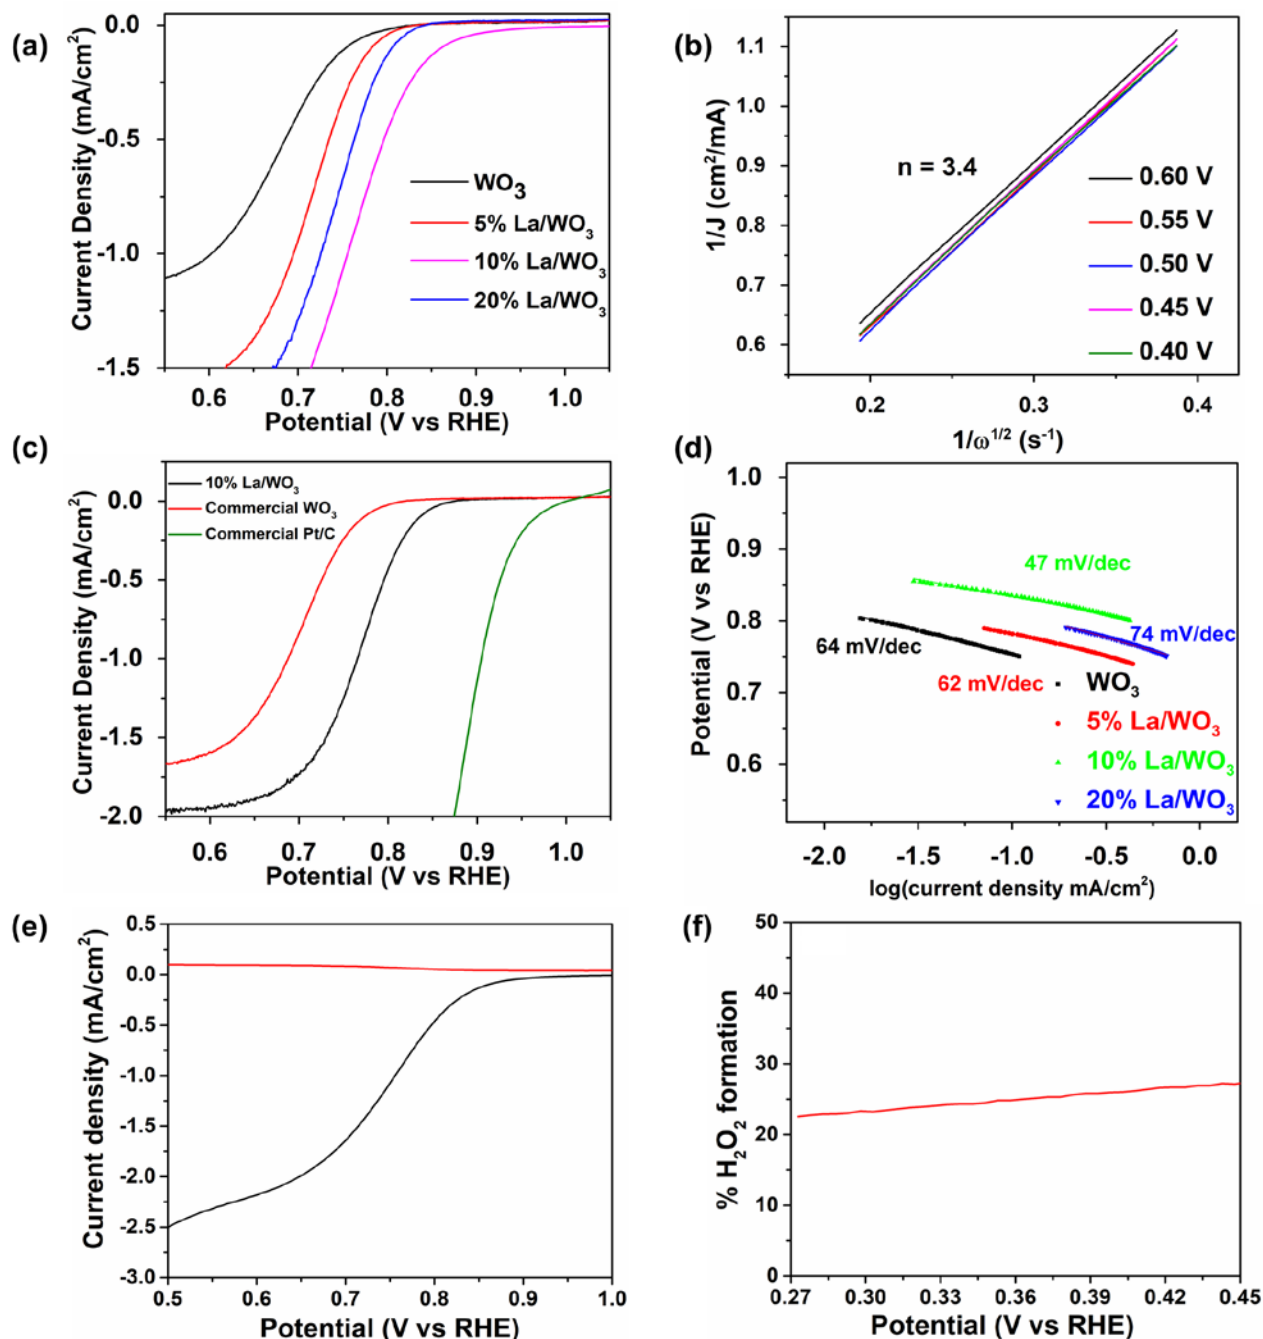 (a)
Current Density (mA/cm²)
0.0
-0.5
-1.0
-1.5
WO₃
5% La/WO₃
10% La/WO₃
20% La/WO₃
0.6 0.7 0.8 0.9 1.0
Potential (V vs RHE)
(b)
1/J (cm²/mA)
1.1
1.0
0.9
0.8
0.7
0.6
n = 3.4
0.60 V
0.55 V
0.50 V
0.45 V
0.40 V
0.2 0.3 0.4
1/ω^1/2 (s⁻¹)
(c)
Current Density (mA/cm²)
0.0
-0.5
-1.0
-1.5
-2.0
10% La/WO₃
Commercial WO₃
Commercial Pt/C
0.6 0.7 0.8 0.9 1.0
Potential (V vs RHE)
(d)
Potential (V vs RHE)
1.0
0.9
0.8
0.7
0.6
47 mV/dec
64 mV/dec
74 mV/dec
62 mV/dec
WO₃
5% La/WO₃
10% La/WO₃
20% La/WO₃
-2.0 -1.5 -1.0 -0.5 0.0
log(current density mA/cm²)
(e)
Current density (mA/cm²)
0.5
0.0
-0.5
-1.0
-1.5
-2.0
-2.5
-3.0
0.5 0.6 0.7 0.8 0.9 1.0
Potential (V vs RHE)
(f)
% H₂O₂ formation
50
40
30
20
10
0
0.27 0.30 0.33 0.36 0.39 0.42 0.45
Potential (V vs RHE)